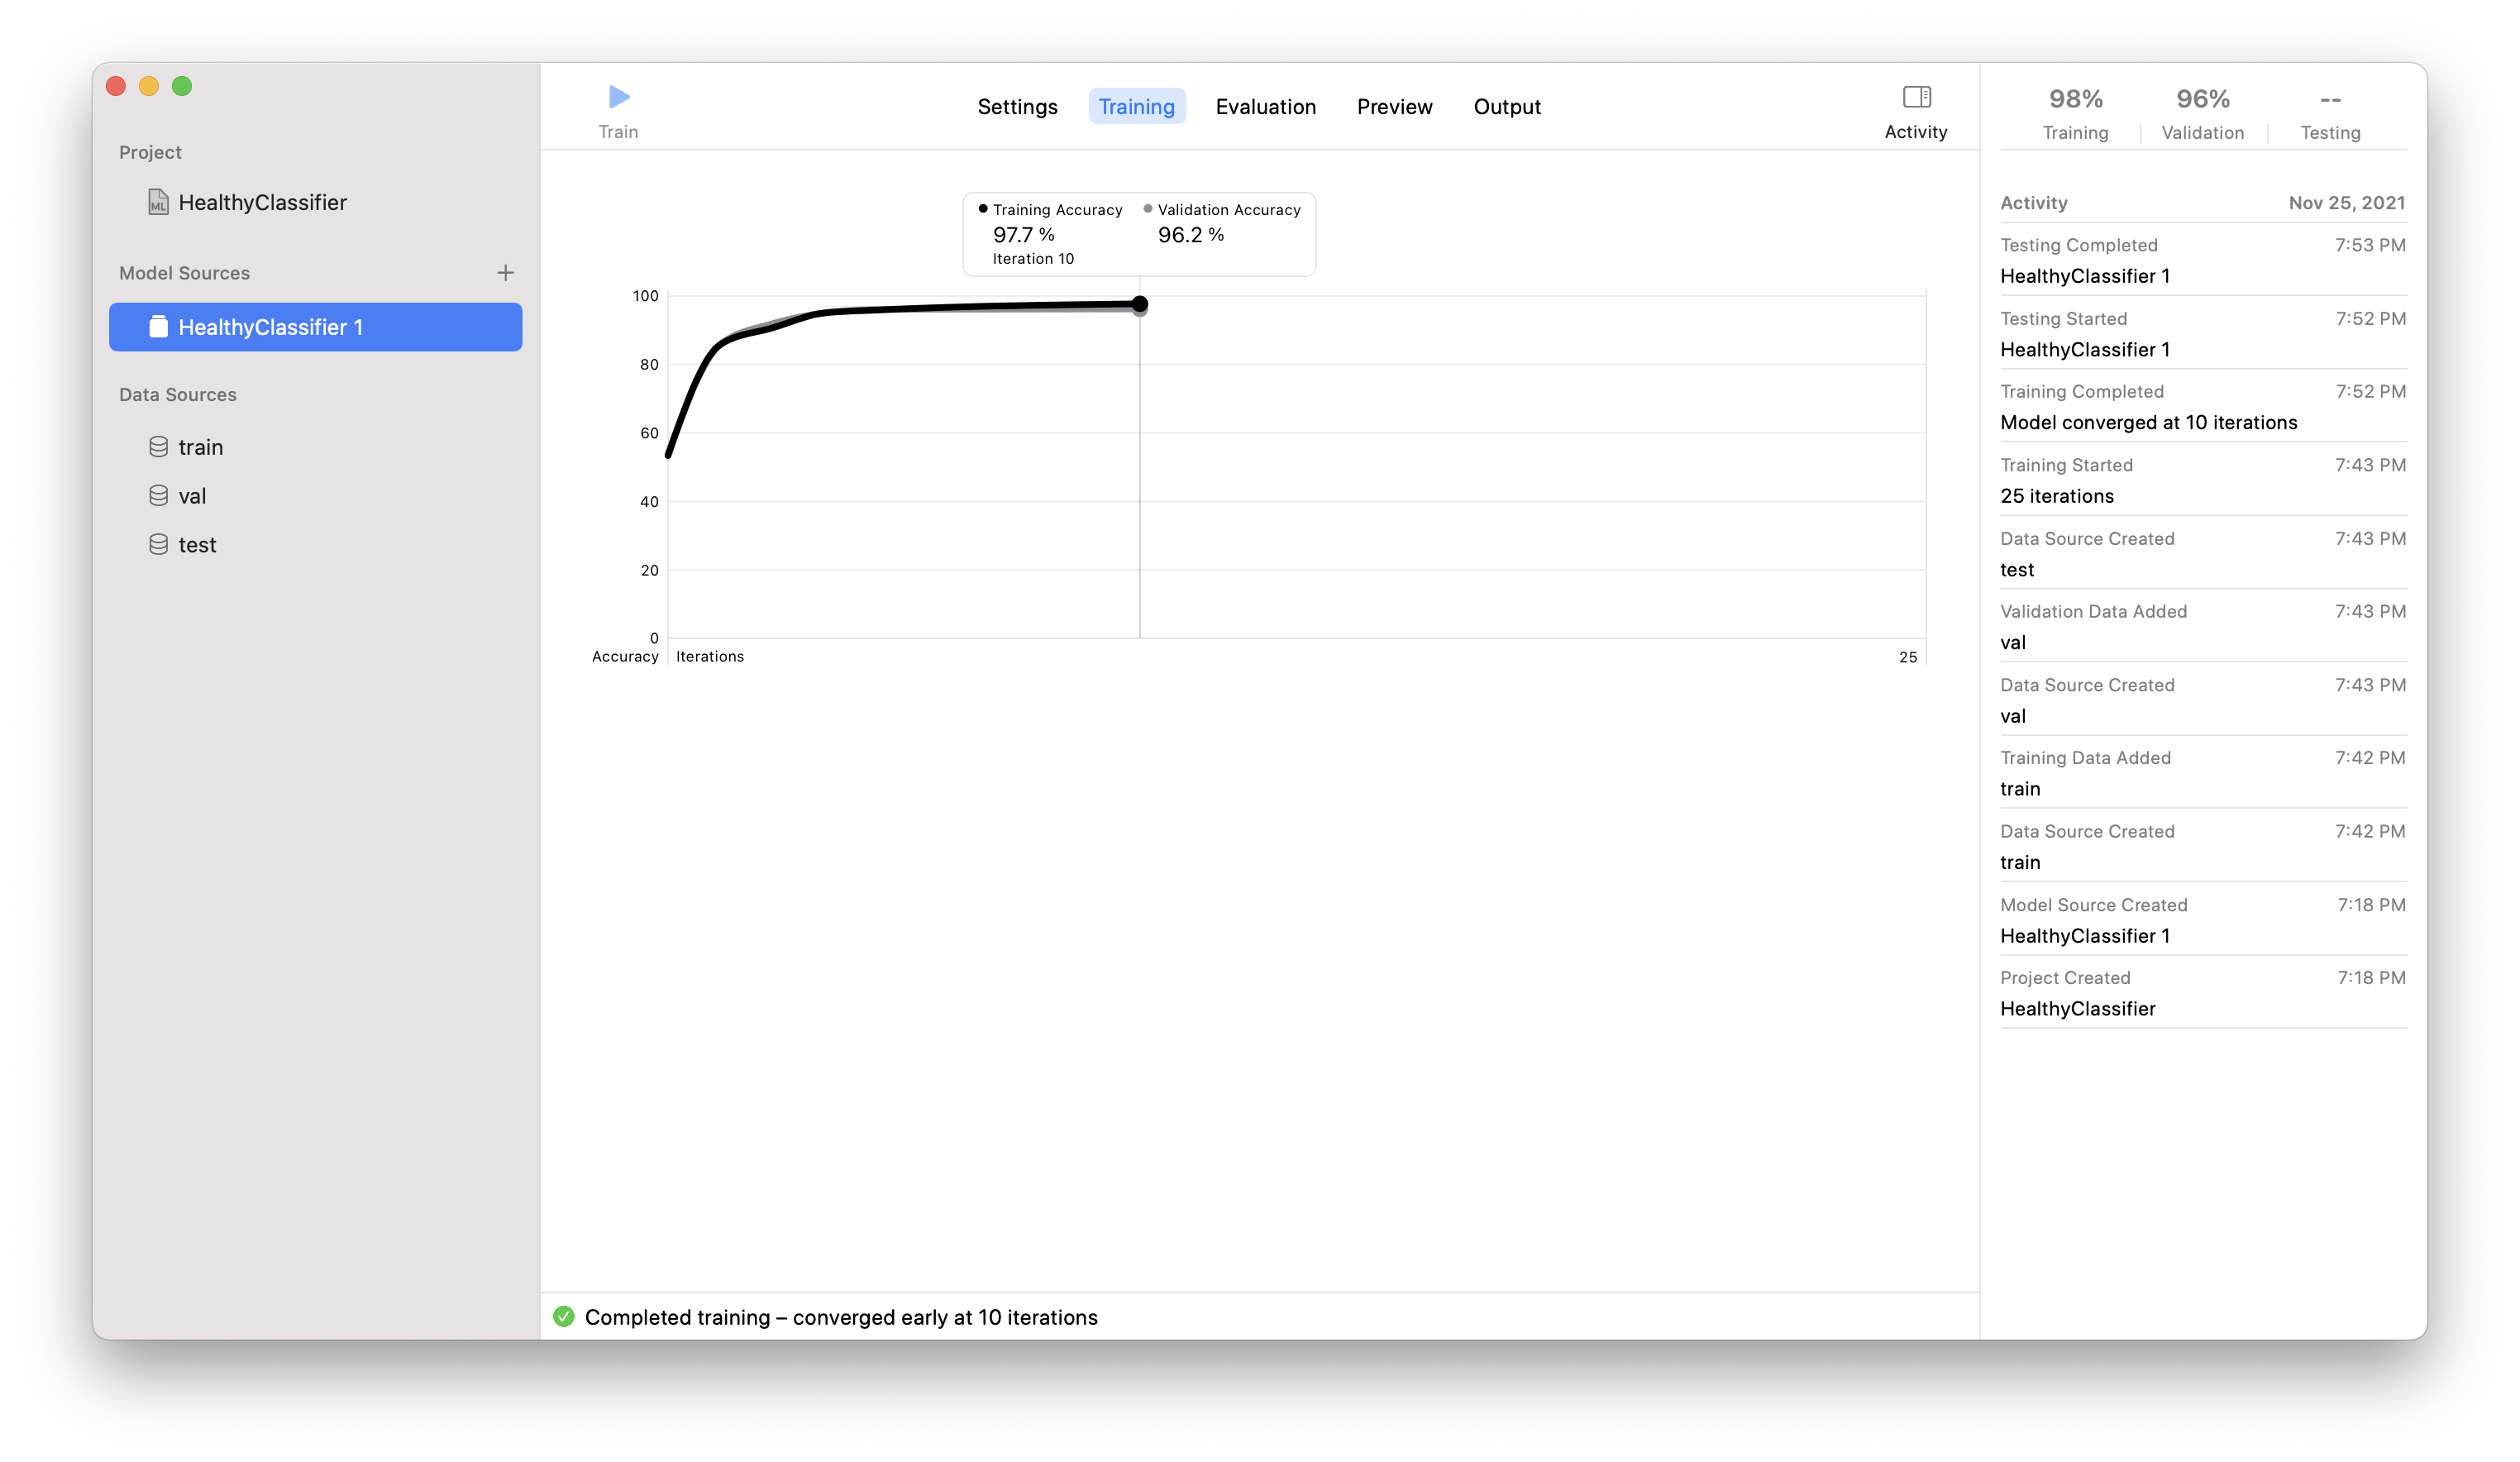 Project
HealthyClassifier
Model Sources
HealthyClassifier 1
Data Sources
train
val
test
Train
Settings
Training
Evaluation
Preview
Output
Activity
Training Accuracy
97.7 %
Iteration 10
Validation Accuracy
96.2 %
100
80
60
40
20
0
Accuracy
Iterations
25
Completed training – converged early at 10 iterations
98%
Training
96%
Validation
--
Testing
Activity Nov 25, 2021
Testing Completed 7:53 PM
HealthyClassifier 1
Testing Started 7:52 PM
HealthyClassifier 1
Training Completed 7:52 PM
Model converged at 10 iterations
Training Started 7:43 PM
25 iterations
Data Source Created 7:43 PM
test
Validation Data Added 7:43 PM
val
Data Source Created 7:43 PM
val
Training Data Added 7:42 PM
train
Data Source Created 7:42 PM
train
Model Source Created 7:18 PM
HealthyClassifier 1
Project Created 7:18 PM
HealthyClassifier